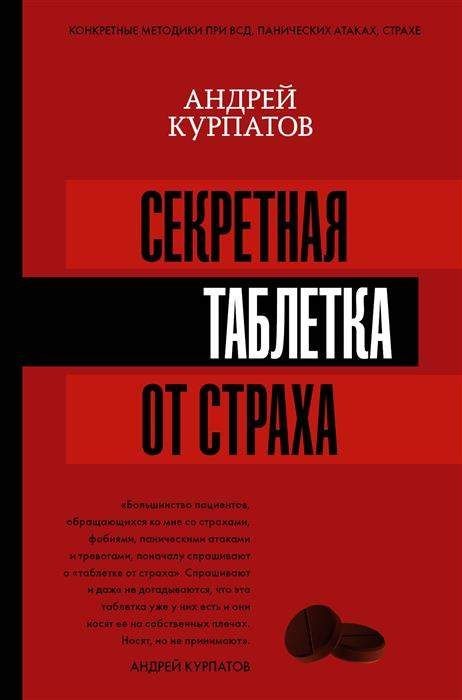 КОНКРЕТНЫЕ МЕТОДИКИ ПРИ ВСД, ПАНИЧЕСКИХ АТАКАХ, СТРАХЕ
АНДРЕЙ
КУРПАТОВ
СЕКРЕТНАЯ
ТАБЛЕТКА
ОТ СТРАХА
«Большинство пациентов,
обращающихся ко мне со страхами,
фобиями, паническими атаками
и тревогами, поначалу спрашивают
о «таблетке от страха». Спрашивают
и даже не догадываются, что эта
таблетка уже у них есть и они
носят ее на собственных плечах.
Носят, но не принимают».
АНДРЕЙ КУРПАТОВ